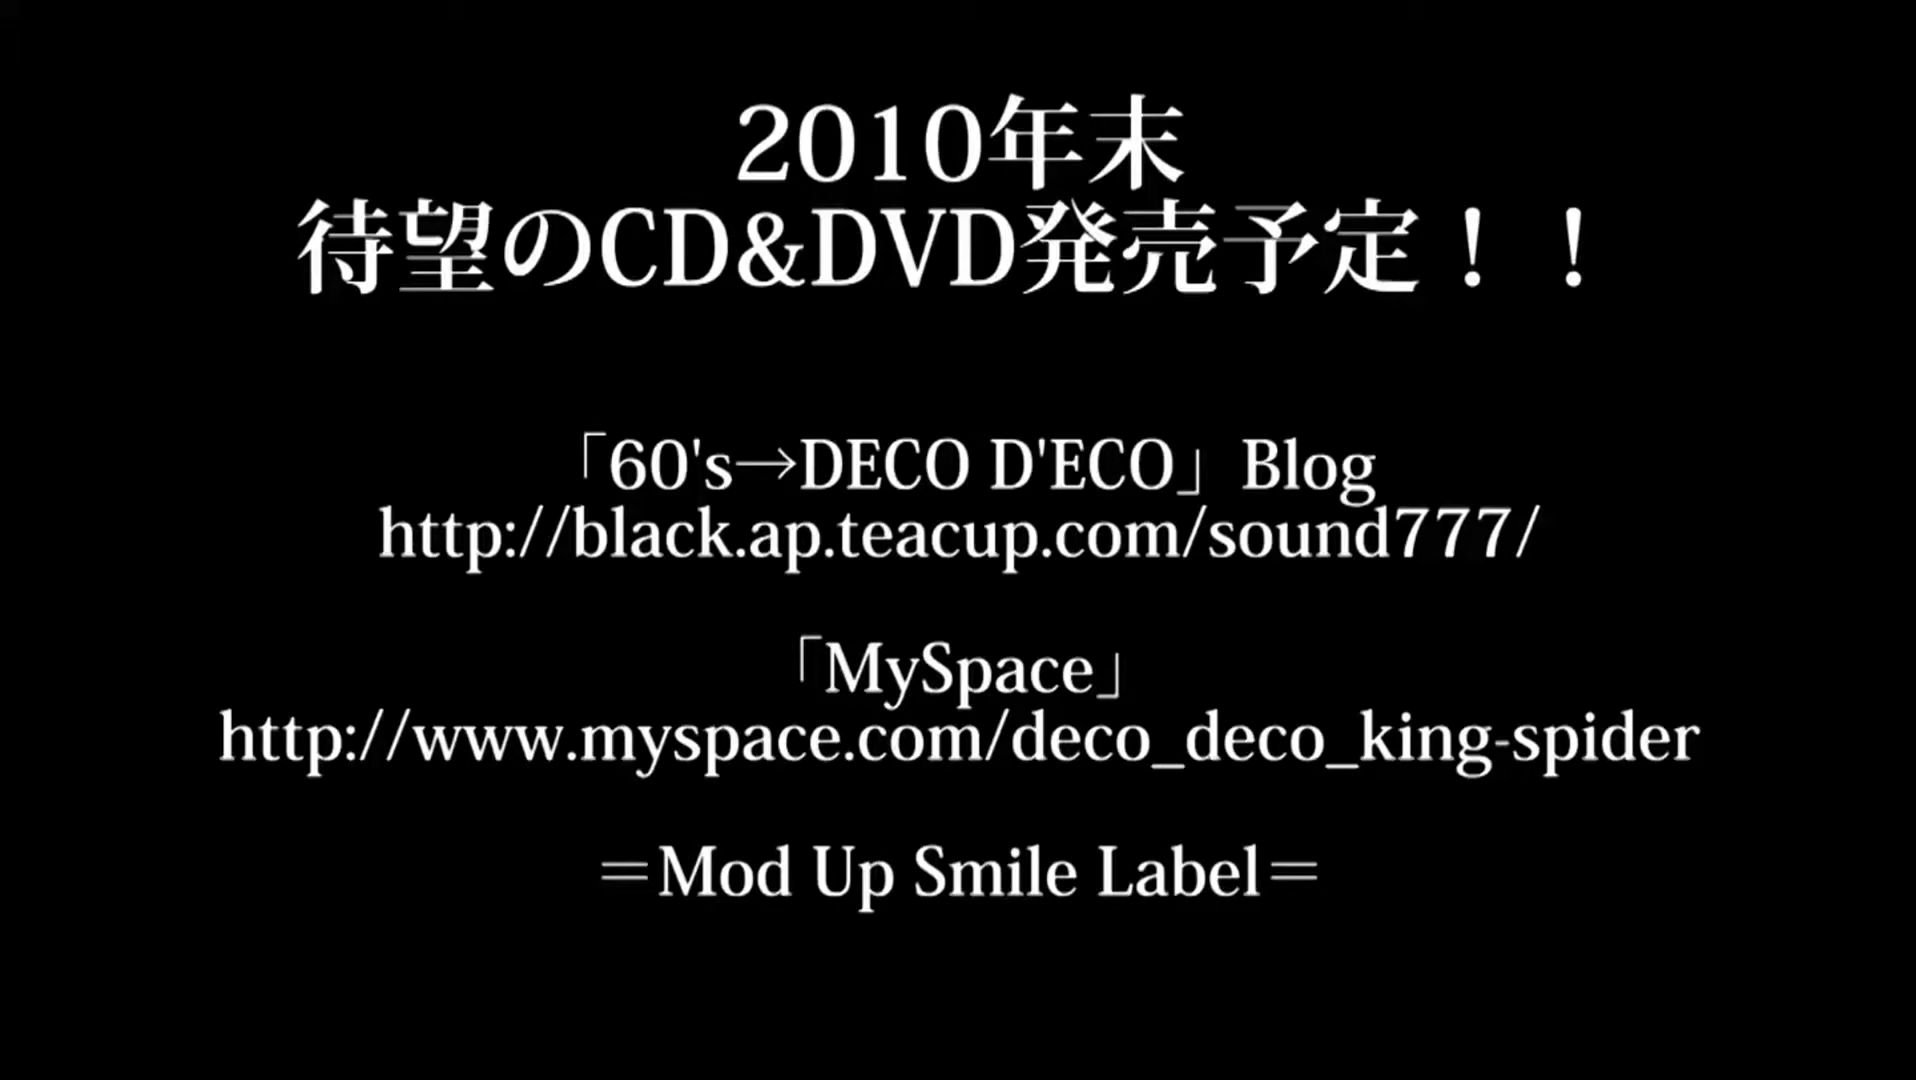 2010年末
待望のCD&DVD発売予定！！
「60's→DECO D'ECO」Blog
http://black.ap.teacup.com/sound777/
「MySpace」
http://www.myspace.com/deco_deco_king-spider
＝Mod Up Smile Label＝